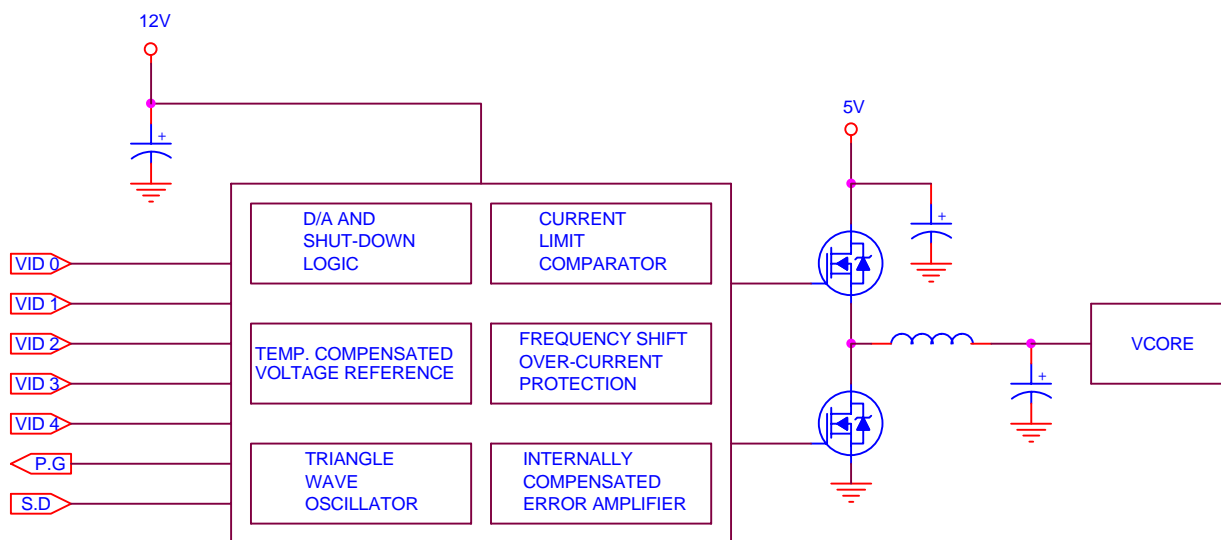 12V
5V
D/A AND
SHUT-DOWN
LOGIC
CURRENT
LIMIT
COMPARATOR
TEMP. COMPENSATED
VOLTAGE REFERENCE
FREQUENCY SHIFT
OVER-CURRENT
PROTECTION
TRIANGLE
WAVE
OSCILLATOR
INTERNALLY
COMPENSATED
ERROR AMPLIFIER
VID 0
VID 1
VID 2
VID 3
VID 4
P.G
S.D
+
+
+
VCORE